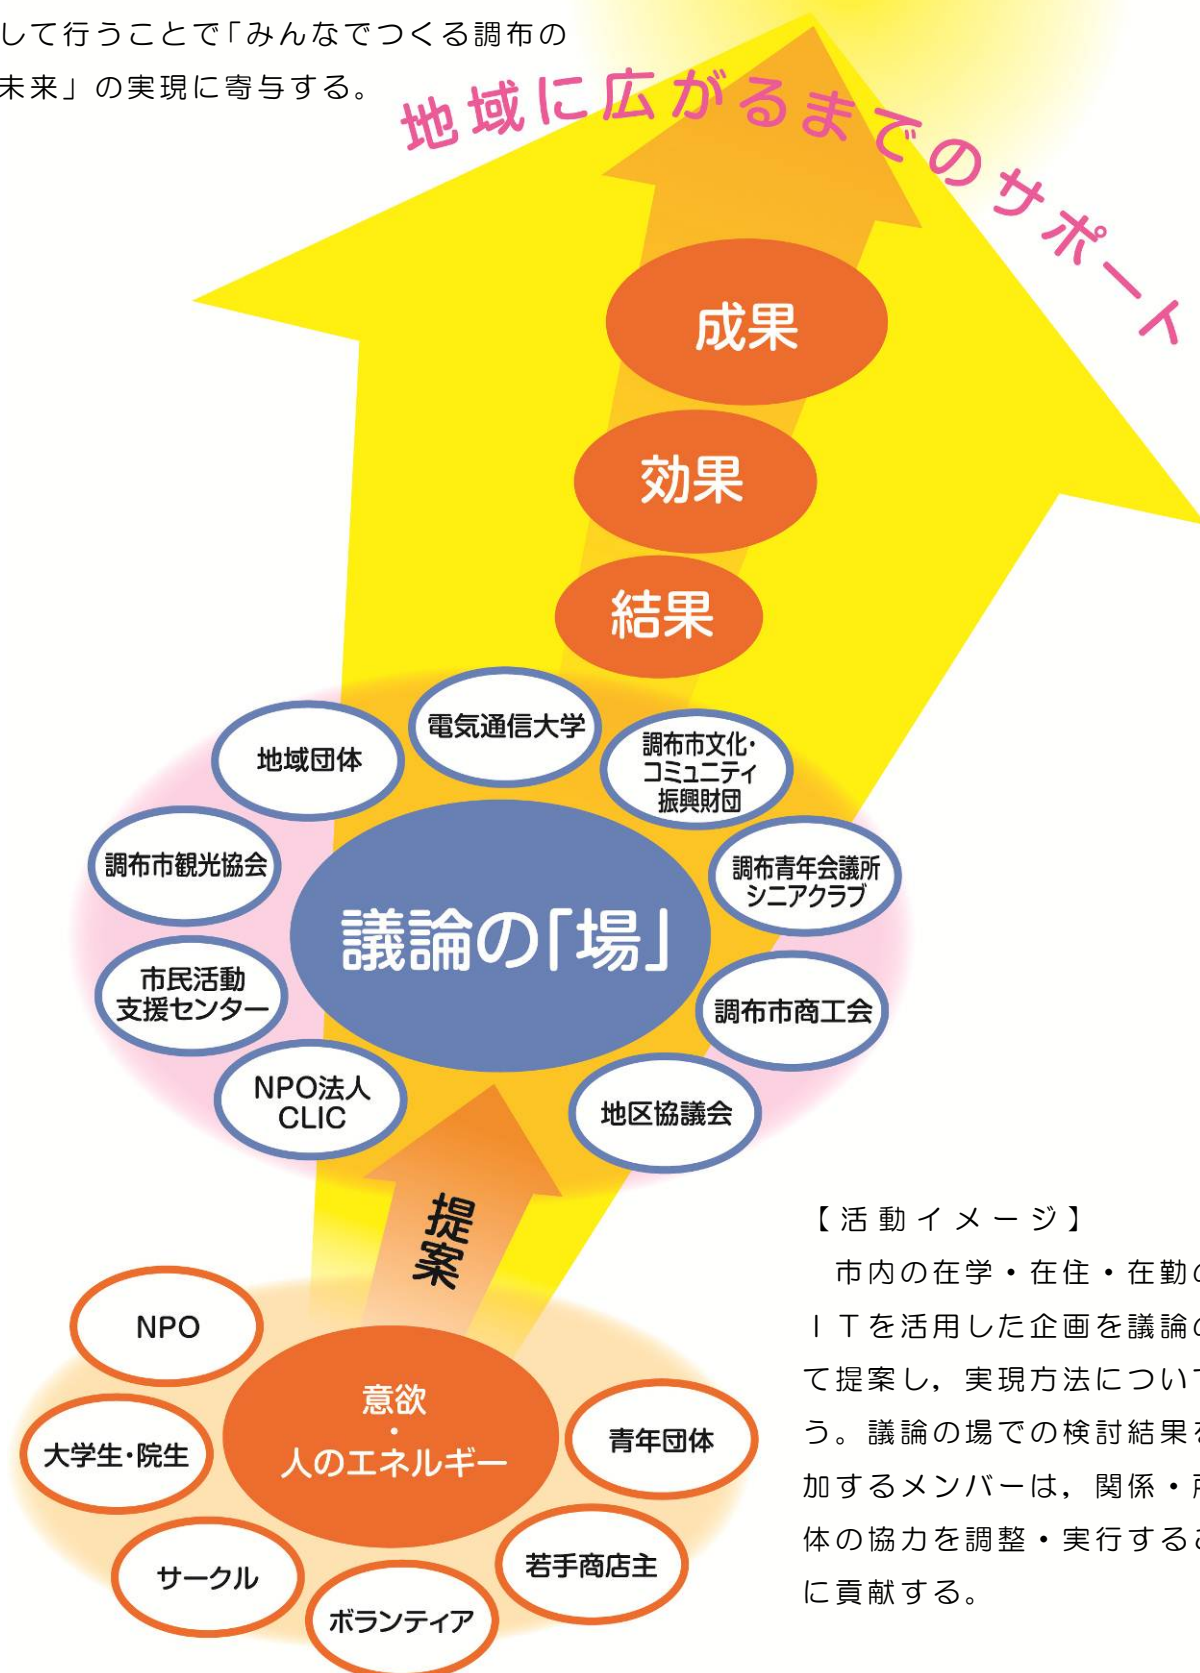 して行うことで「みんなでつくる調布の
未来」の実現に寄与する。
地域に広がるまでのサポート
成果
効果
結果
電気通信大学
地域団体
調布市文化・
コミュニティ
振興財団
調布市観光協会
調布青年会議所
シニアクラブ
議論の「場」
市民活動
支援センター
調布市商工会
NPO法人
CLIC
地区協議会
提案
NPO
意欲
・
人のエネルギー
大学生・院生
青年団体
サークル
若手商店主
ボランティア
【活動イメージ】
市内の在学・在住・在勤の
ＩＴを活用した企画を議論の
て提案し，実現方法について
う。議論の場での検討結果を
加するメンバーは，関係・所
体の協力を調整・実行するこ
に貢献する。